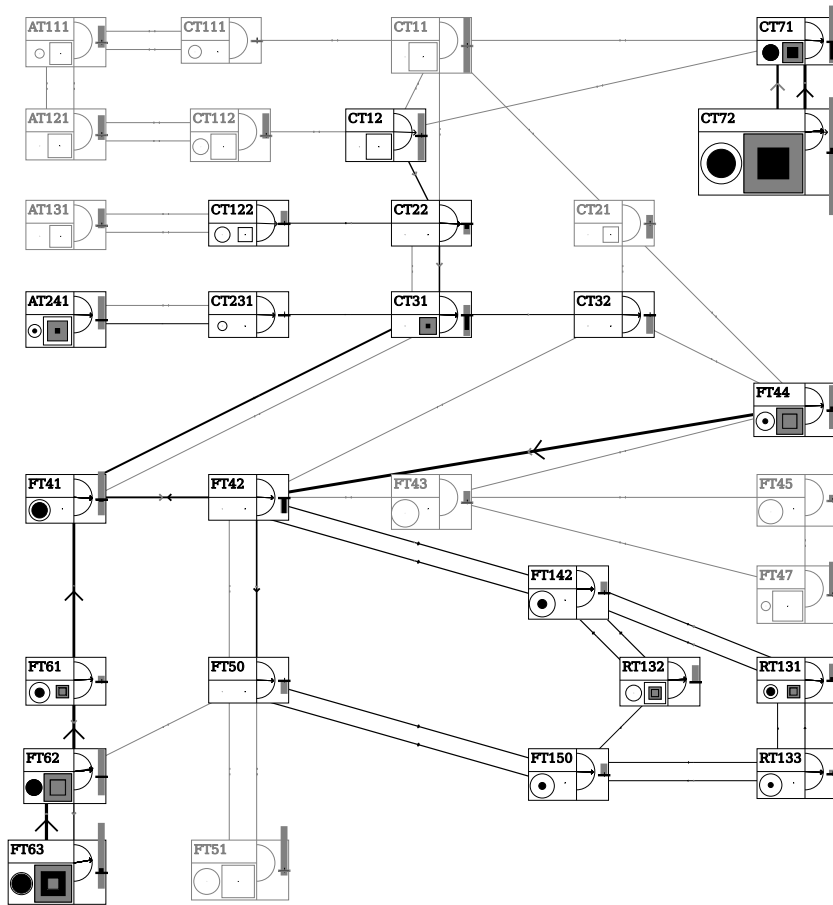 AT111 CT111 CT11 CT71
AT121 CT112 CT12 CT72
AT131 CT122 CT22 CT21
AT241 CT231 CT31 CT32
FT44
FT41 FT42 FT43 FT45
FT142 FT47
FT61 FT50 RT132 RT131
FT62 FT150 RT133
FT63 FT51